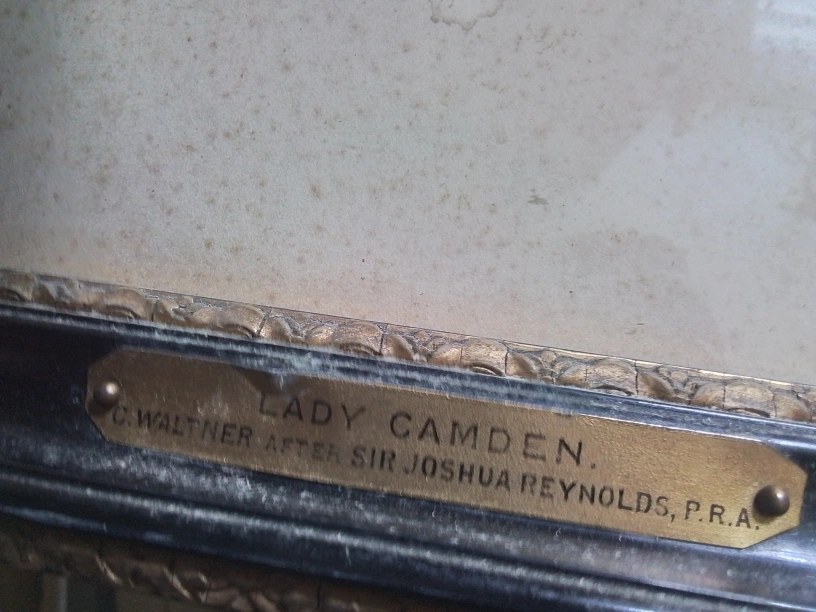 LADY CAMDEN.
C. WALTNER AFTER SIR JOSHUA REYNOLDS, P.R.A.